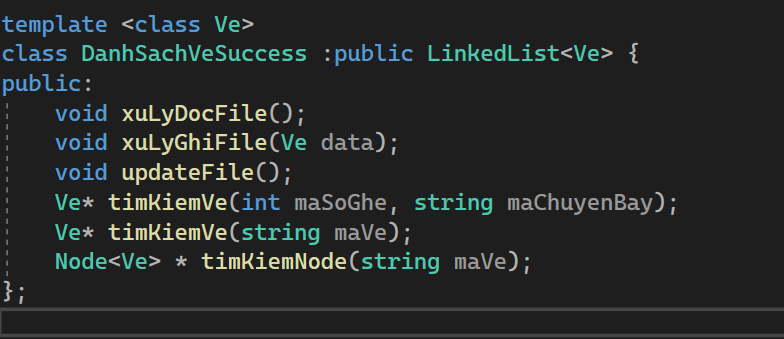 template <class Ve>
class DanhSachVeSuccess :public LinkedList<Ve> {
public:
    void xuLyDocFile();
    void xuLyGhiFile(Ve data);
    void updateFile();
    Ve* timKiemVe(int maSoGhe, string maChuyenBay);
    Ve* timKiemVe(string maVe);
    Node<Ve> * timKiemNode(string maVe);
};